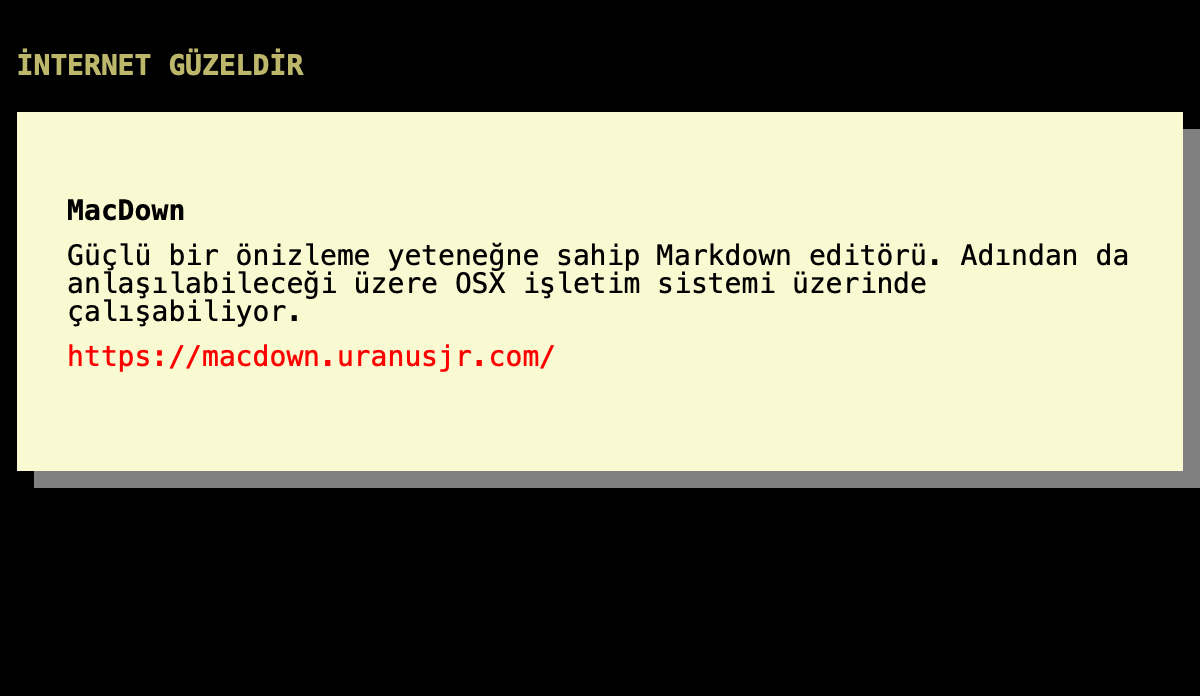 İNTERNET GÜZELDİR
MacDown
Güçlü bir önizleme yeteneğne sahip Markdown editörü. Adından da
anlaşılabileceği üzere OSX işletim sistemi üzerinde
çalışabiliyor.
https://macdown.uranusjr.com/